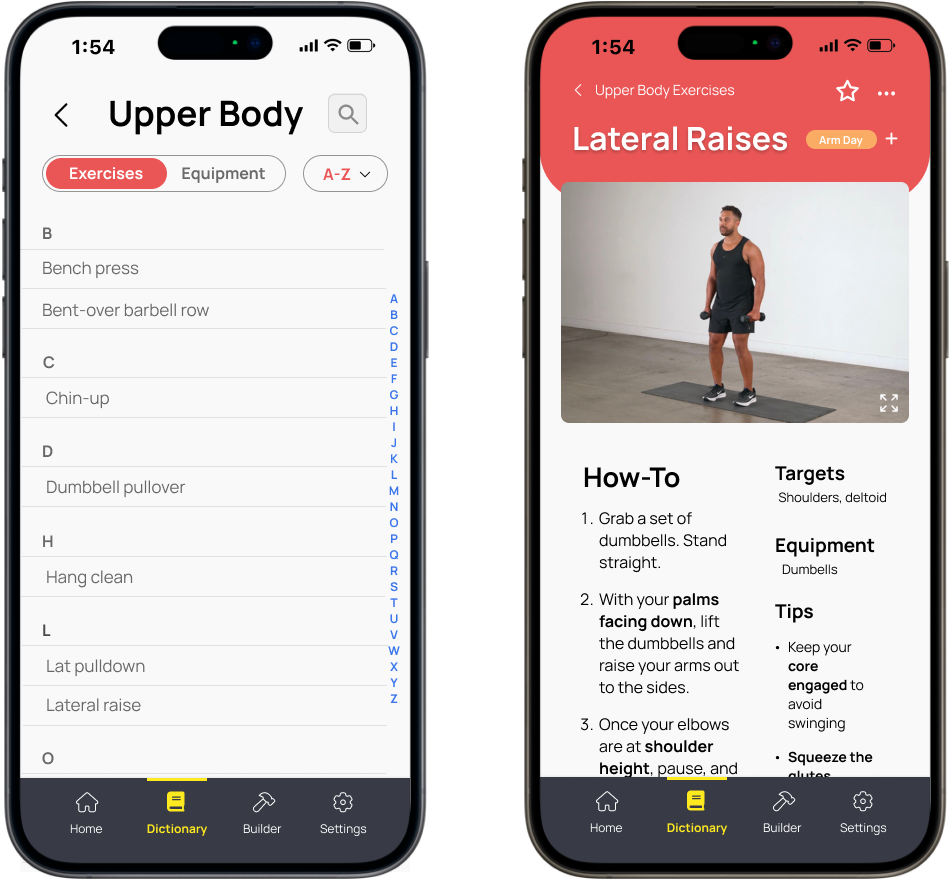 1:54
Upper Body
Exercises Equipment A-Z
B
Bench press
Bent-over barbell row
C
Chin-up
D
Dumbbell pullover
H
Hang clean
L
Lat pulldown
Lateral raise
O
A
B
C
D
E
F
G
H
I
J
K
L
M
N
O
P
Q
R
S
T
U
V
W
X
Y
Z
Home Dictionary Builder Settings
1:54
Upper Body Exercises
Lateral Raises Arm Day +
How-To
1. Grab a set of
dumbbells. Stand
straight.
2. With your palms
facing down, lift
the dumbbells and
raise your arms out
to the sides.
3. Once your elbows
are at shoulder
height, pause, and
Targets
Shoulders, deltoid
Equipment
Dumbells
Tips
• Keep your
core
engaged to
avoid
swinging
• Squeeze the
glutes
Home Dictionary Builder Settings